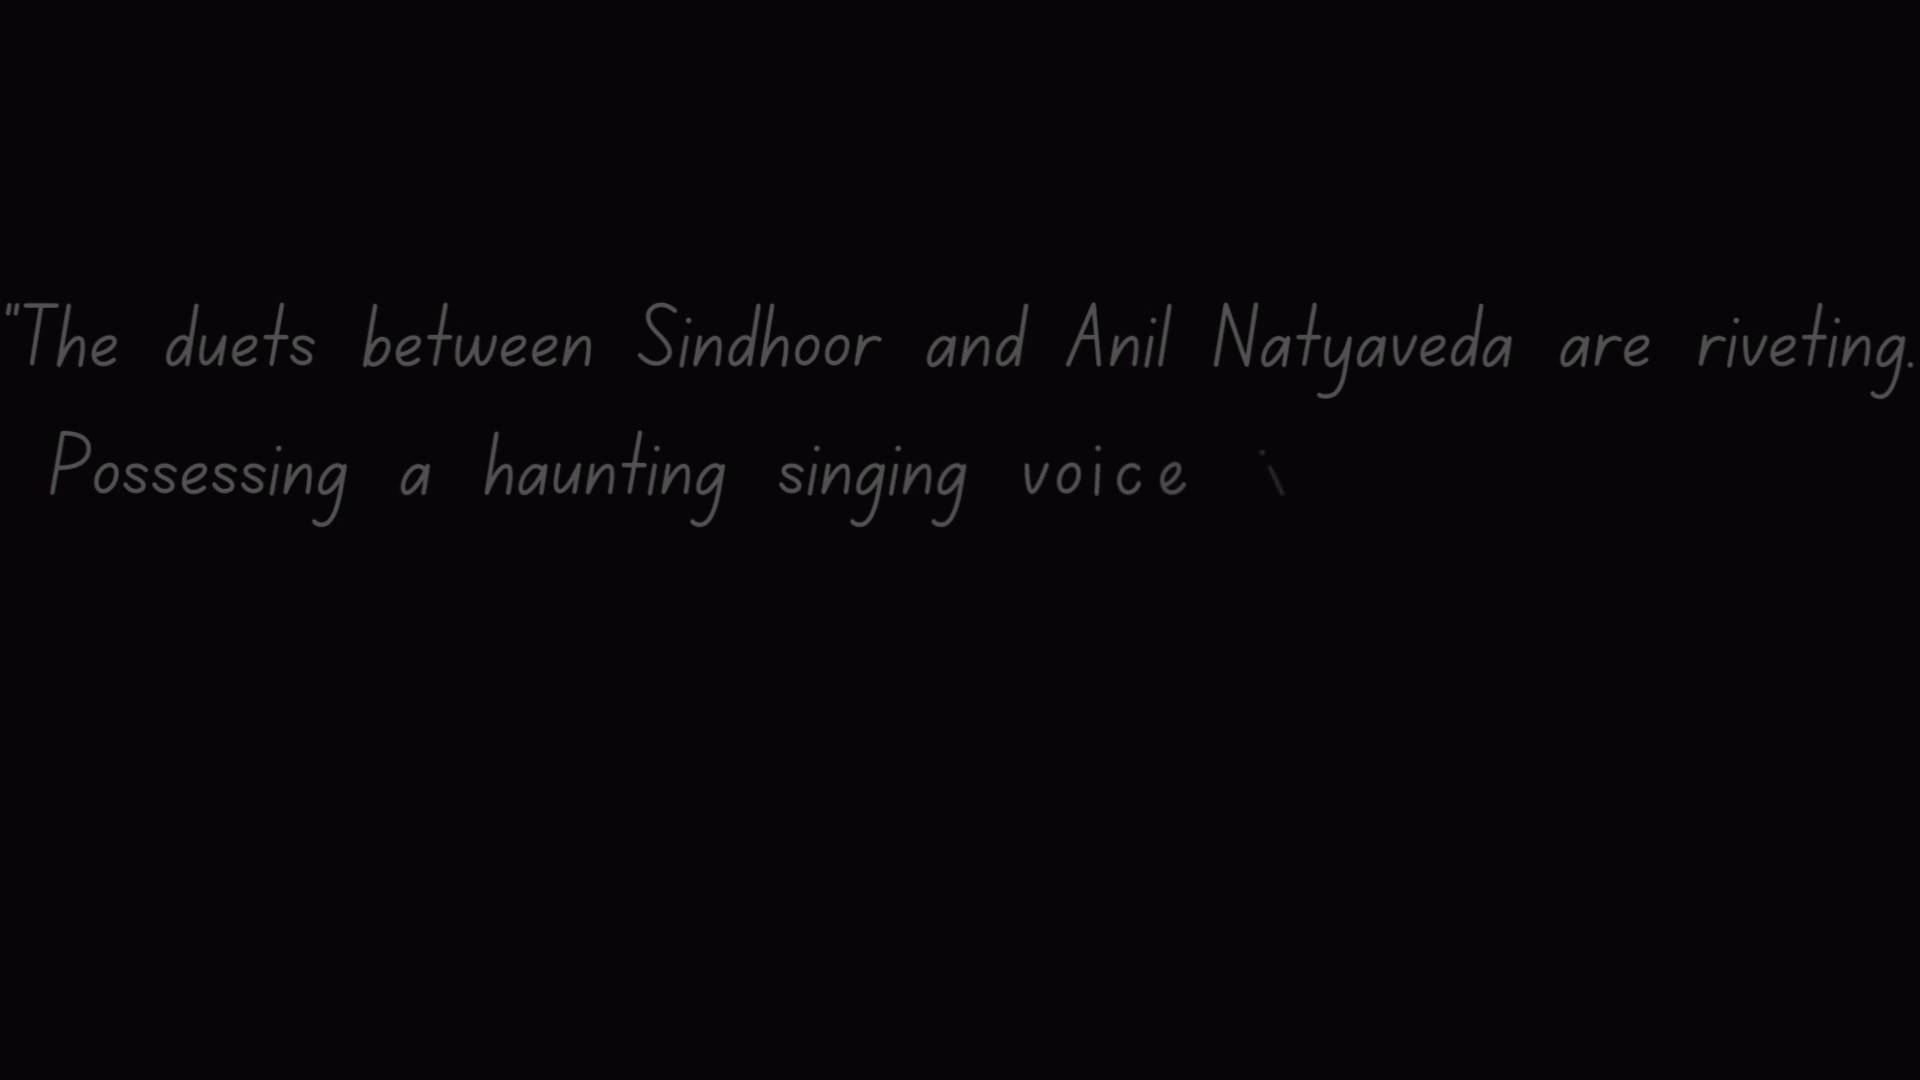 "The duets between Sindhoor and Anil Natyaveda are riveting.
Possessing a haunting singing voice